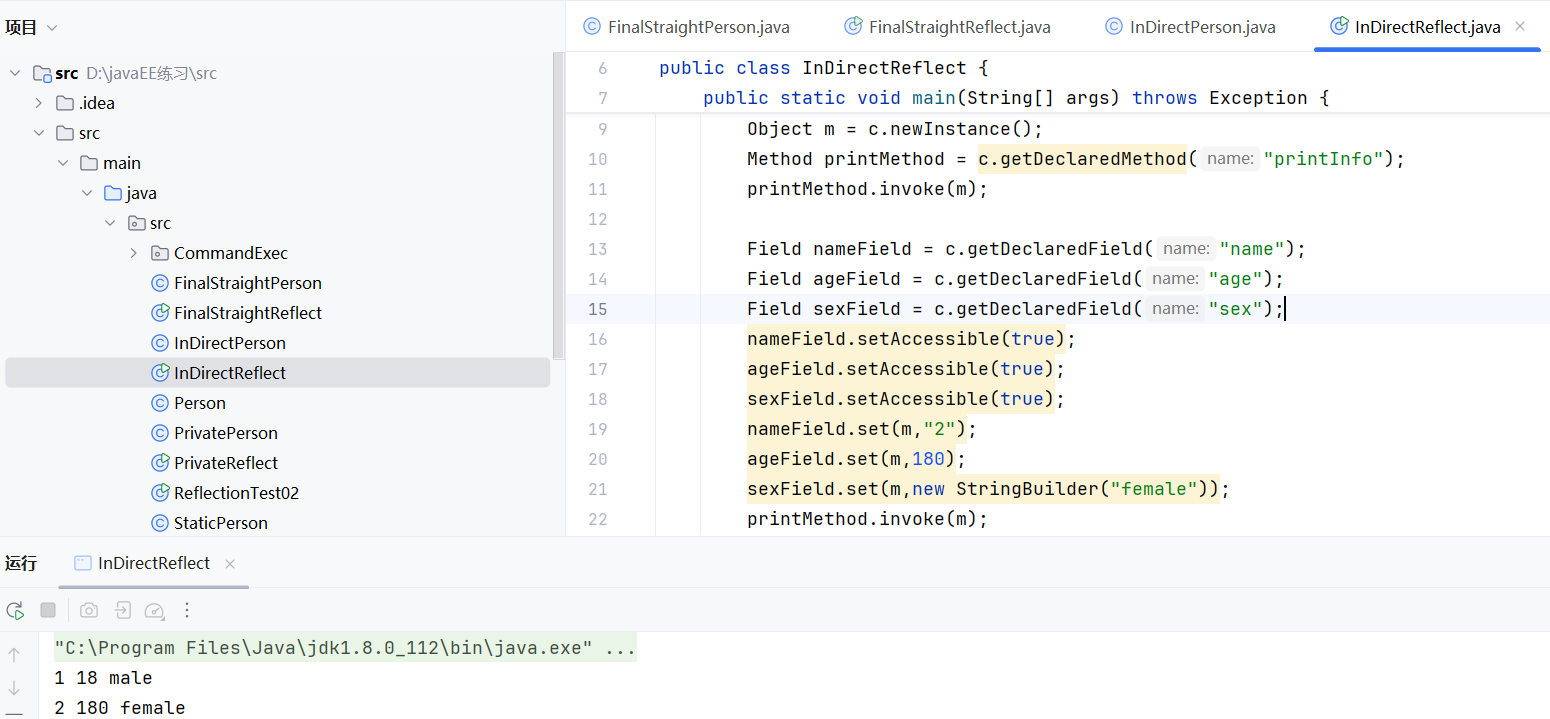 项目
src D:\javaEE练习\src
.idea
src
main
java
src
CommandExec
FinalStraightPerson
FinalStraightReflect
InDirectPerson
InDirectReflect
Person
PrivatePerson
PrivateReflect
ReflectionTest02
StaticPerson
FinalStraightPerson.java FinalStraightReflect.java InDirectPerson.java InDirectReflect.java
6 public class InDirectReflect {
7 public static void main(String[] args) throws Exception {
9 Object m = c.newInstance();
10 Method printMethod = c.getDeclaredMethod( name: "printInfo");
11 printMethod.invoke(m);
12
13 Field nameField = c.getDeclaredField( name: "name");
14 Field ageField = c.getDeclaredField( name: "age");
15 Field sexField = c.getDeclaredField( name: "sex");
16 nameField.setAccessible(true);
17 ageField.setAccessible(true);
18 sexField.setAccessible(true);
19 nameField.set(m,"2");
20 ageField.set(m,180);
21 sexField.set(m,new StringBuilder("female"));
22 printMethod.invoke(m);
运行 InDirectReflect
"C:\Program Files\Java\jdk1.8.0_112\bin\java.exe" ...
1 18 male
2 180 female